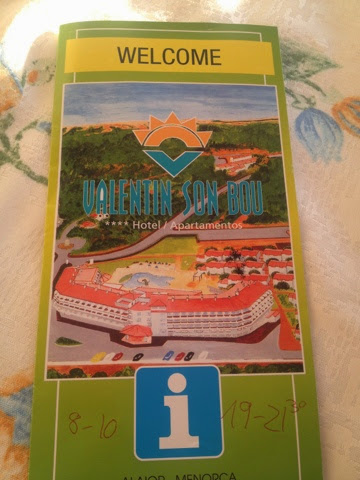 WELCOME
VALENTIN SON BOU
**** Hotel / Apartamentos
i
8-10 19-21³⁰
ALAIOR - MENORCA